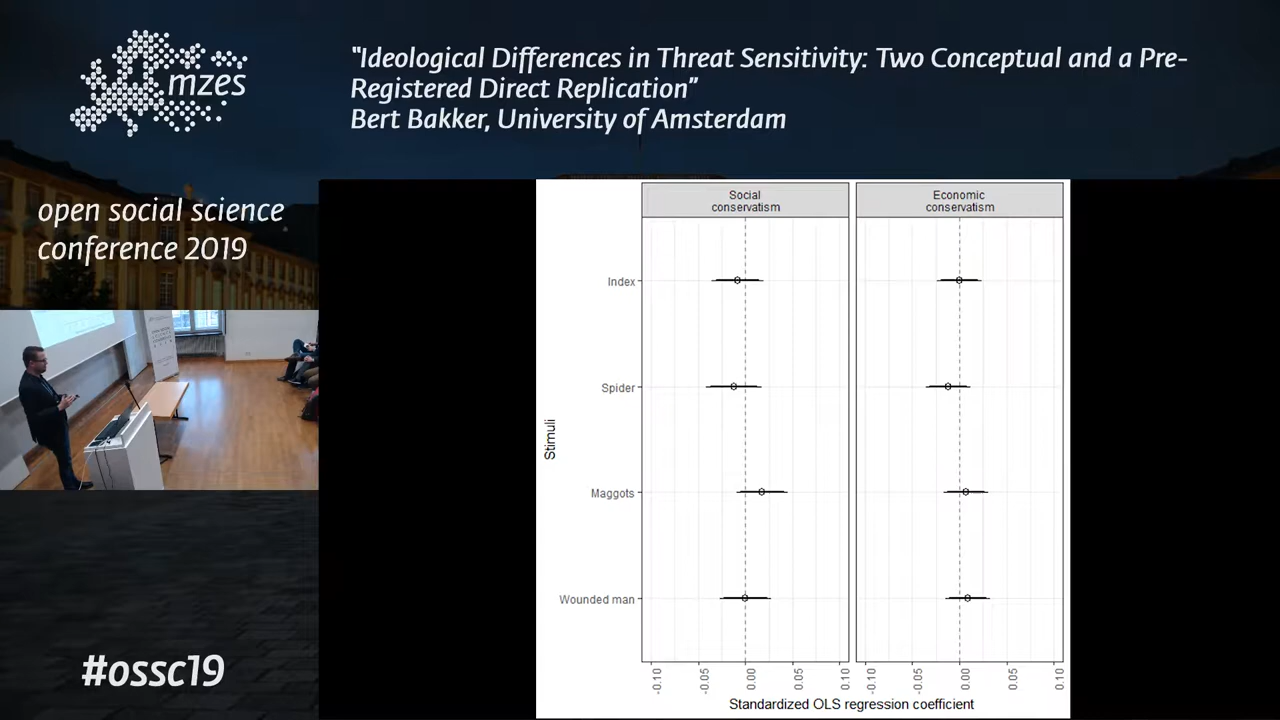 mzes
"Ideological Differences in Threat Sensitivity: Two Conceptual and a Pre-
Registered Direct Replication"
Bert Bakker, University of Amsterdam
open social science
conference 2019
#ossc19
Social
conservatism
Economic
conservatism
Stimuli
Index
Spider
Maggots
Wounded man
-0.10
-0.05
0.00
0.05
0.10
-0.10
-0.05
0.00
0.05
0.10
Standardized OLS regression coefficient